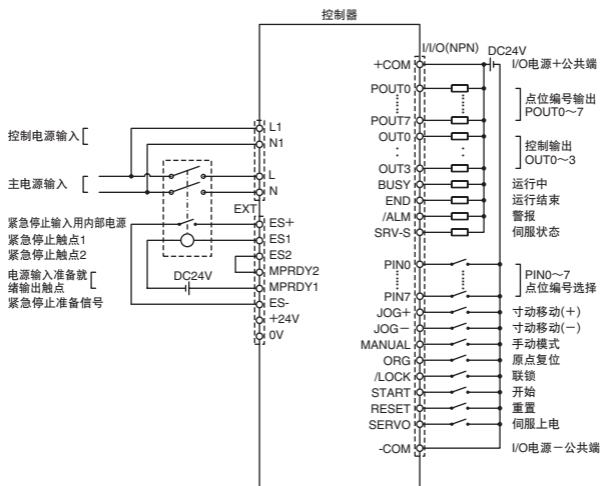 控制器
I/I/O(NPN)
DC24V
+COM
I/O电源+公共端
POUT0
点位编号输出
POUT0～7
POUT7
OUT0
控制输出
OUT0～3
OUT3
BUSY
运行中
END
运行结束
/ALM
警报
SRV-S
伺服状态
PIN0
PIN0～7
点位编号选择
PIN7
JOG+
寸动移动(+)
JOG－
寸动移动(－)
MANUAL
手动模式
ORG
原点复位
/LOCK
联锁
START
开始
RESET
重置
SERVO
伺服上电
-COM
I/O电源－公共端
控制电源输入
L1
N1
主电源输入
L
N
EXT
紧急停止输入用内部电源
ES+
紧急停止触点1
ES1
紧急停止触点2
ES2
电源输入准备就
绪输出触点
DC24V
MPRDY2
MPRDY1
紧急停止准备信号
ES-
+24V
0V